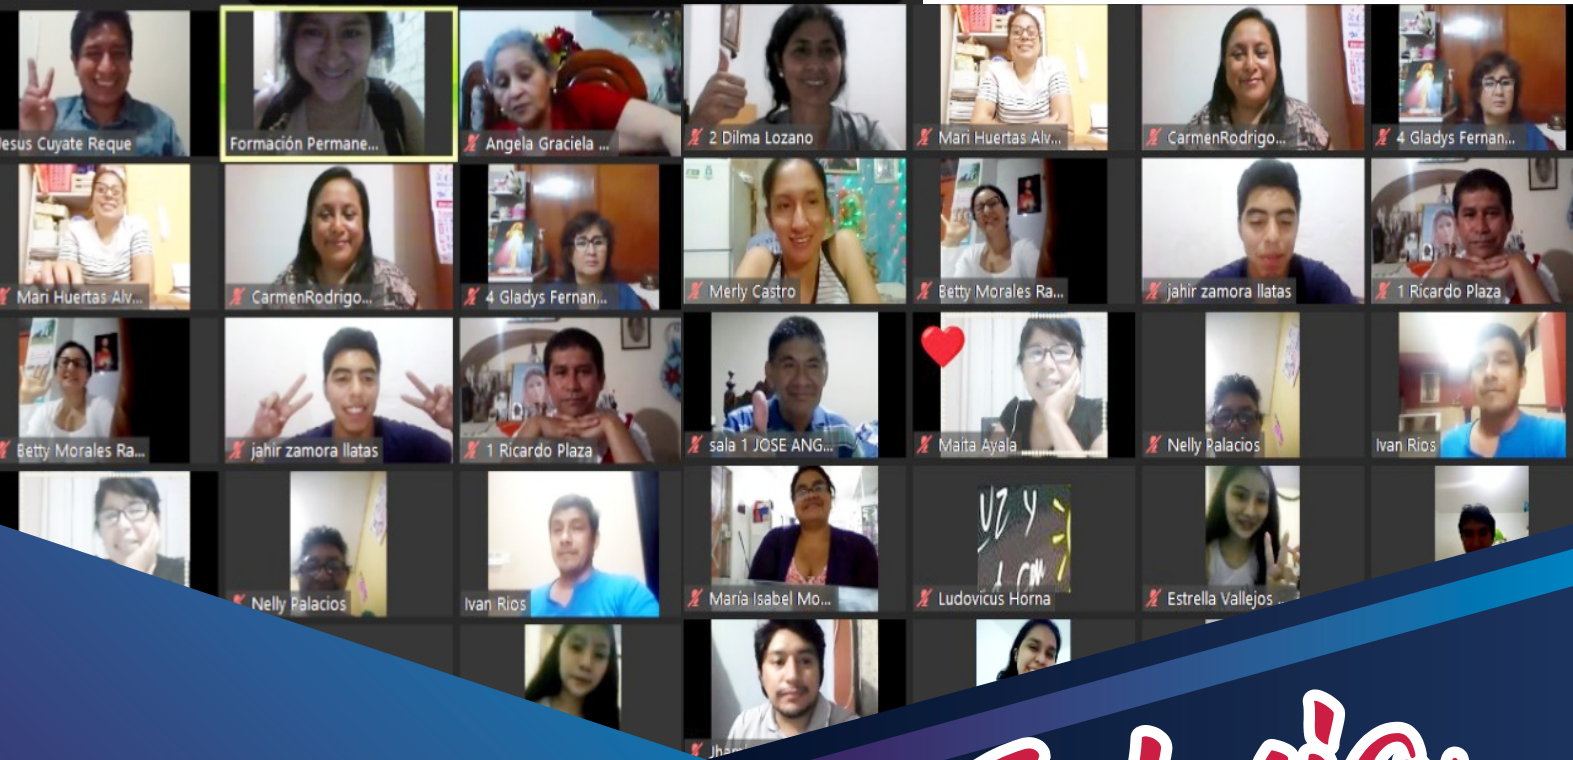 Jesus Cuyate Reque
Formación Permane...
Angela Graciela ...
2 Dilma Lozano
Mari Huertas Alv...
CarmenRodrigo...
4 Gladys Fernan...
Mari Huertas Alv...
CarmenRodrigo...
4 Gladys Fernan...
Merly Castro
Betty Morales Ra...
jahir zamora llatas
1 Ricardo Plaza
Betty Morales Ra...
jahir zamora llatas
1 Ricardo Plaza
sala 1 JOSE ANG...
Maita Ayala
Nelly Palacios
Ivan Rios
Nelly Palacios
Ivan Rios
María Isabel Mo...
Ludovicus Horna
Estrella Vallejos ...